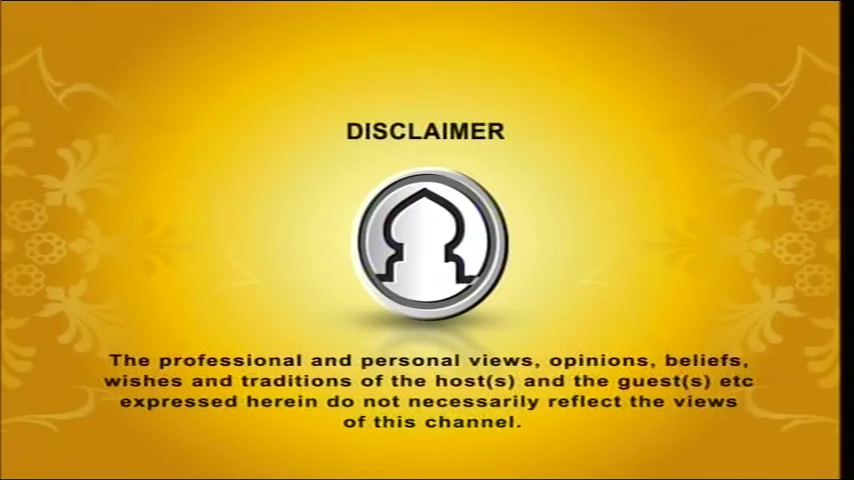 DISCLAIMER
The professional and personal views, opinions, beliefs,
wishes and traditions of the host(s) and the guest(s) etc
expressed herein do not necessarily reflect the views
of this channel.